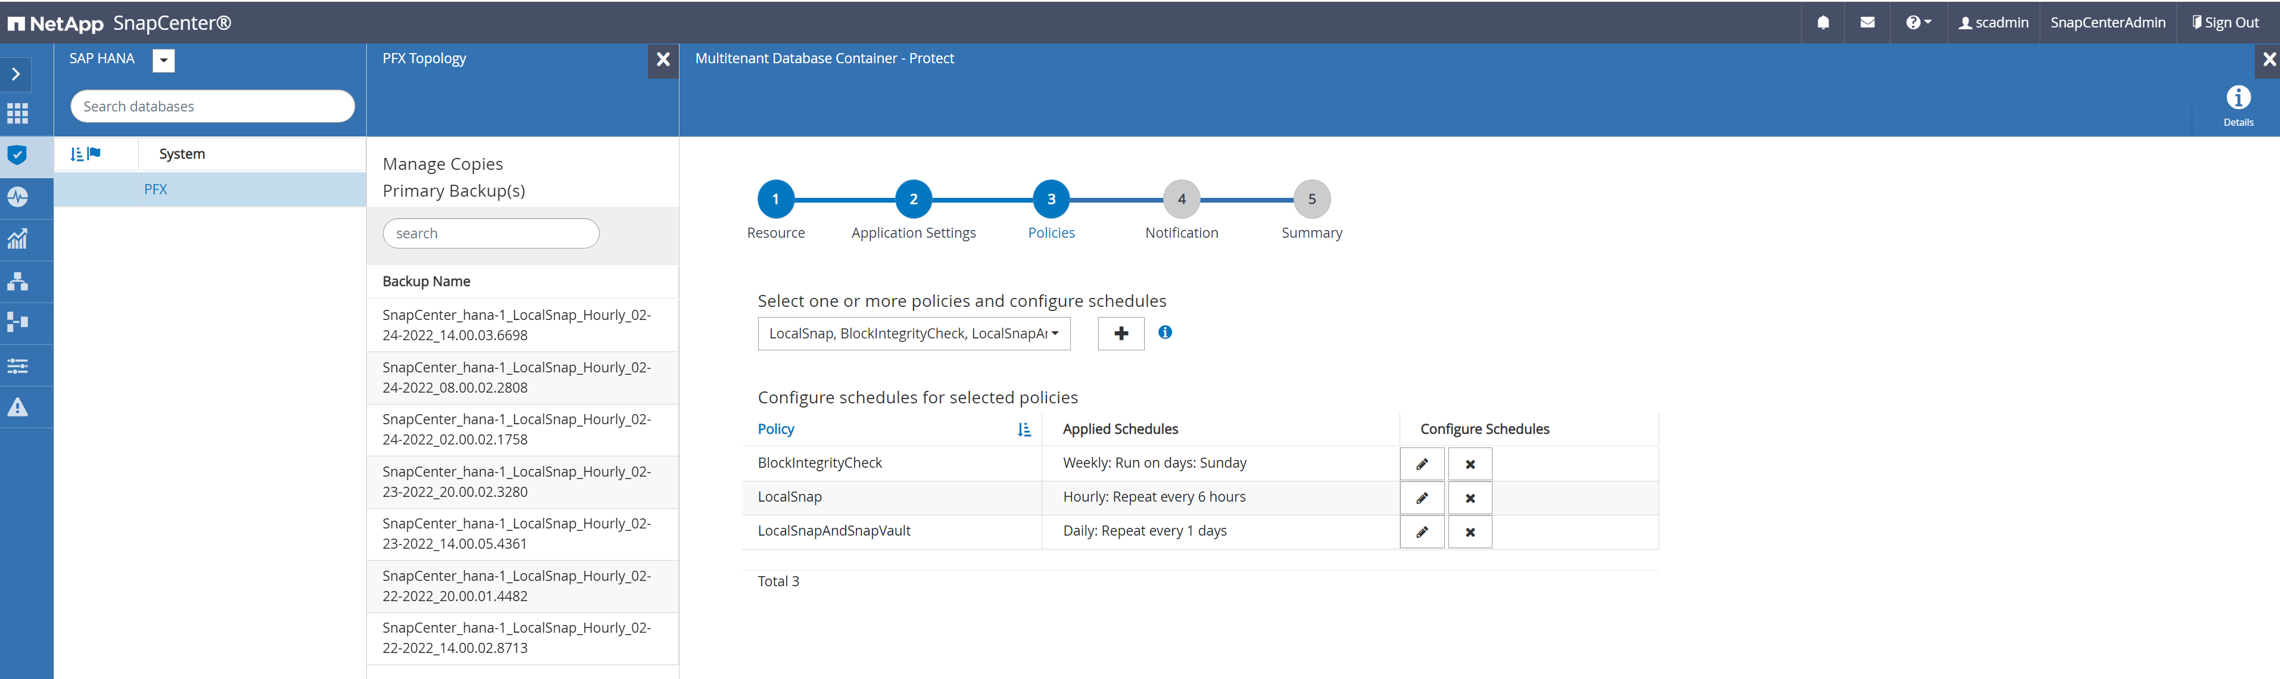 NetApp SnapCenter®
scadmin
SnapCenterAdmin
Sign Out
SAP HANA
Search databases
System
PFX
PFX Topology
Manage Copies
Primary Backup(s)
search
Backup Name
SnapCenter_hana-1_LocalSnap_Hourly_02-
24-2022_14.00.03.6698
SnapCenter_hana-1_LocalSnap_Hourly_02-
24-2022_08.00.02.2808
SnapCenter_hana-1_LocalSnap_Hourly_02-
24-2022_02.00.02.1758
SnapCenter_hana-1_LocalSnap_Hourly_02-
23-2022_20.00.02.3280
SnapCenter_hana-1_LocalSnap_Hourly_02-
23-2022_14.00.05.4361
SnapCenter_hana-1_LocalSnap_Hourly_02-
22-2022_20.00.01.4482
SnapCenter_hana-1_LocalSnap_Hourly_02-
22-2022_14.00.02.8713
Multitenant Database Container - Protect
Details
1 2 3 4 5
Resource Application Settings Policies Notification Summary
Select one or more policies and configure schedules
LocalSnap, BlockIntegrityCheck, LocalSnapAr
Configure schedules for selected policies
Policy Applied Schedules Configure Schedules
BlockIntegrityCheck Weekly: Run on days: Sunday
LocalSnap Hourly: Repeat every 6 hours
LocalSnapAndSnapVault Daily: Repeat every 1 days
Total 3